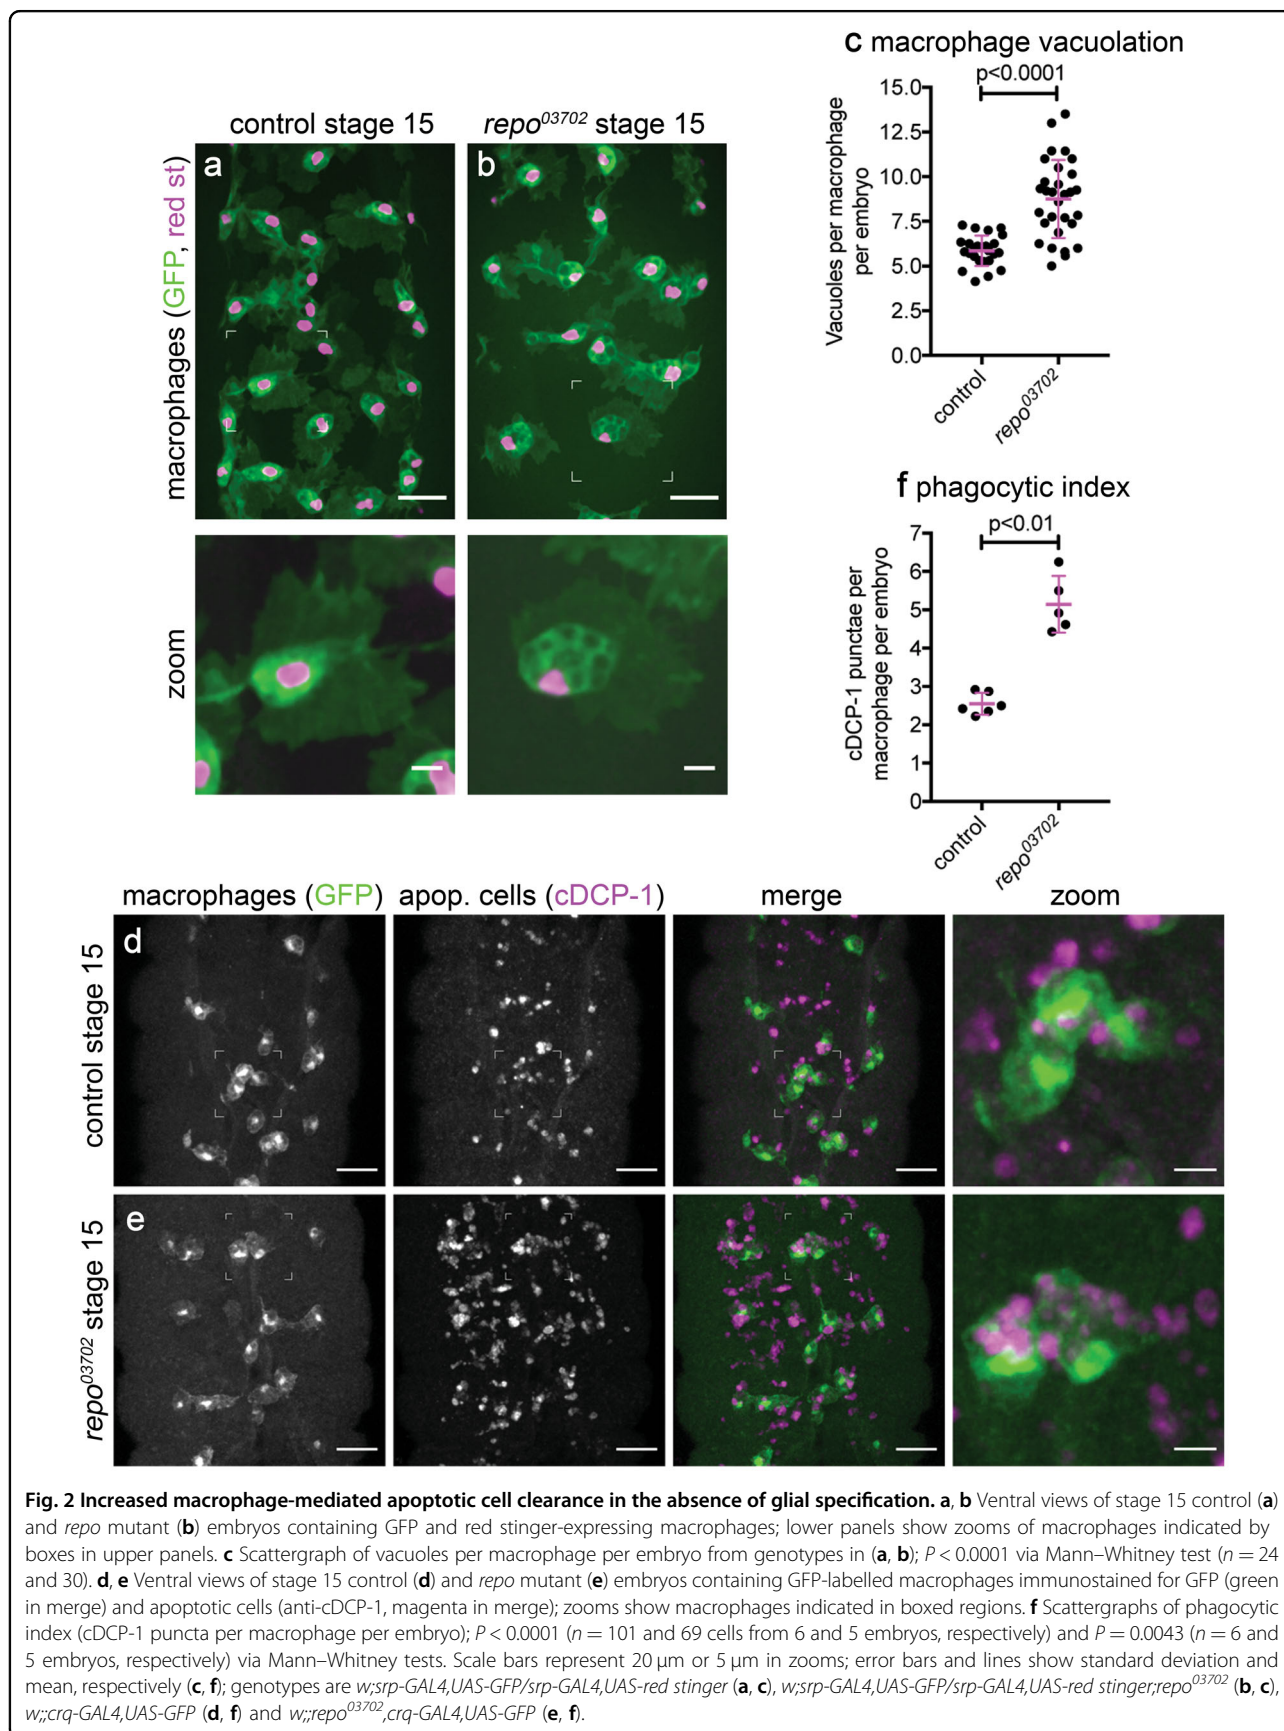 control stage 15
repo03702 stage 15
macrophages (GFP, red st)
a
b
zoom
c macrophage vacuolation
p<0.0001
Vacuoles per macrophage
per embryo
15.0
12.5
10.0
7.5
5.0
2.5
0.0
control
repo03702
f phagocytic index
p<0.01
cDCP-1 punctae per
macrophage per embryo
7
6
5
4
3
2
1
0
control
repo03702
macrophages (GFP)
apop. cells (cDCP-1)
merge
zoom
control stage 15
d
repo03702 stage 15
e
Fig. 2 Increased macrophage-mediated apoptotic cell clearance in the absence of glial specification. a, b Ventral views of stage 15 control (a)
and repo mutant (b) embryos containing GFP and red stinger-expressing macrophages; lower panels show zooms of macrophages indicated by
boxes in upper panels. c Scattergraph of vacuoles per macrophage per embryo from genotypes in (a, b); P < 0.0001 via Mann–Whitney test (n = 24
and 30). d, e Ventral views of stage 15 control (d) and repo mutant (e) embryos containing GFP-labelled macrophages immunostained for GFP (green
in merge) and apoptotic cells (anti-cDCP-1, magenta in merge); zooms show macrophages indicated in boxed regions. f Scattergraphs of phagocytic
index (cDCP-1 puncta per macrophage per embryo); P < 0.0001 (n = 101 and 69 cells from 6 and 5 embryos, respectively) and P = 0.0043 (n = 6 and
5 embryos, respectively) via Mann–Whitney tests. Scale bars represent 20 µm or 5 µm in zooms; error bars and lines show standard deviation and
mean, respectively (c, f); genotypes are w;srp-GAL4,UAS-GFP/srp-GAL4,UAS-red stinger (a, c), w;srp-GAL4,UAS-GFP/srp-GAL4,UAS-red stinger;repo03702 (b, c),
w;;crq-GAL4,UAS-GFP (d, f) and w;;repo03702,crq-GAL4,UAS-GFP (e, f).